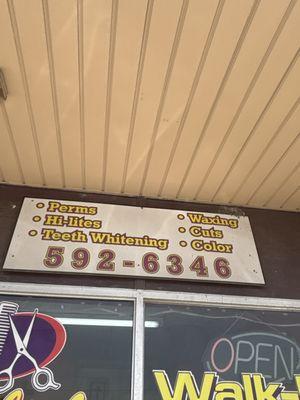 • Perms
• Hi-lites
• Teeth Whitening
• Waxing
• Cuts
• Color
592-6346
OPEN
Walk-